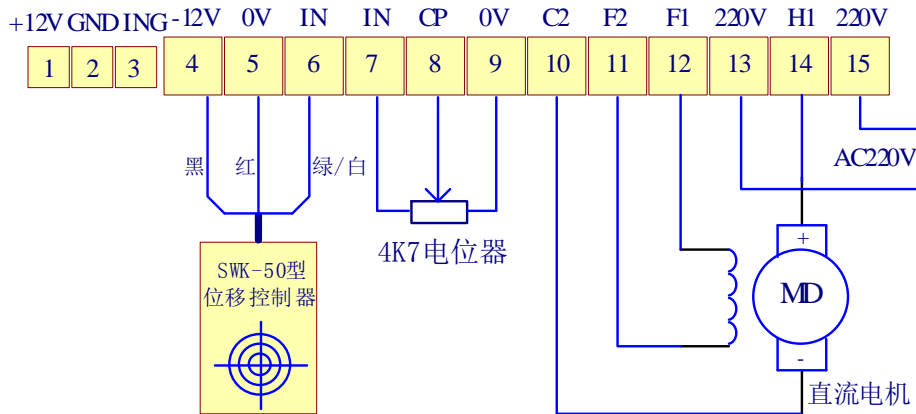 +12V GND ING -12V 0V IN IN CP 0V C2 F2 F1 220V H1 220V
1 2 3 4 5 6 7 8 9 10 11 12 13 14 15
黑 红 绿/白 AC220V
4K7电位器
SWK-50型
位移控制器
+
MD
-
直流电机